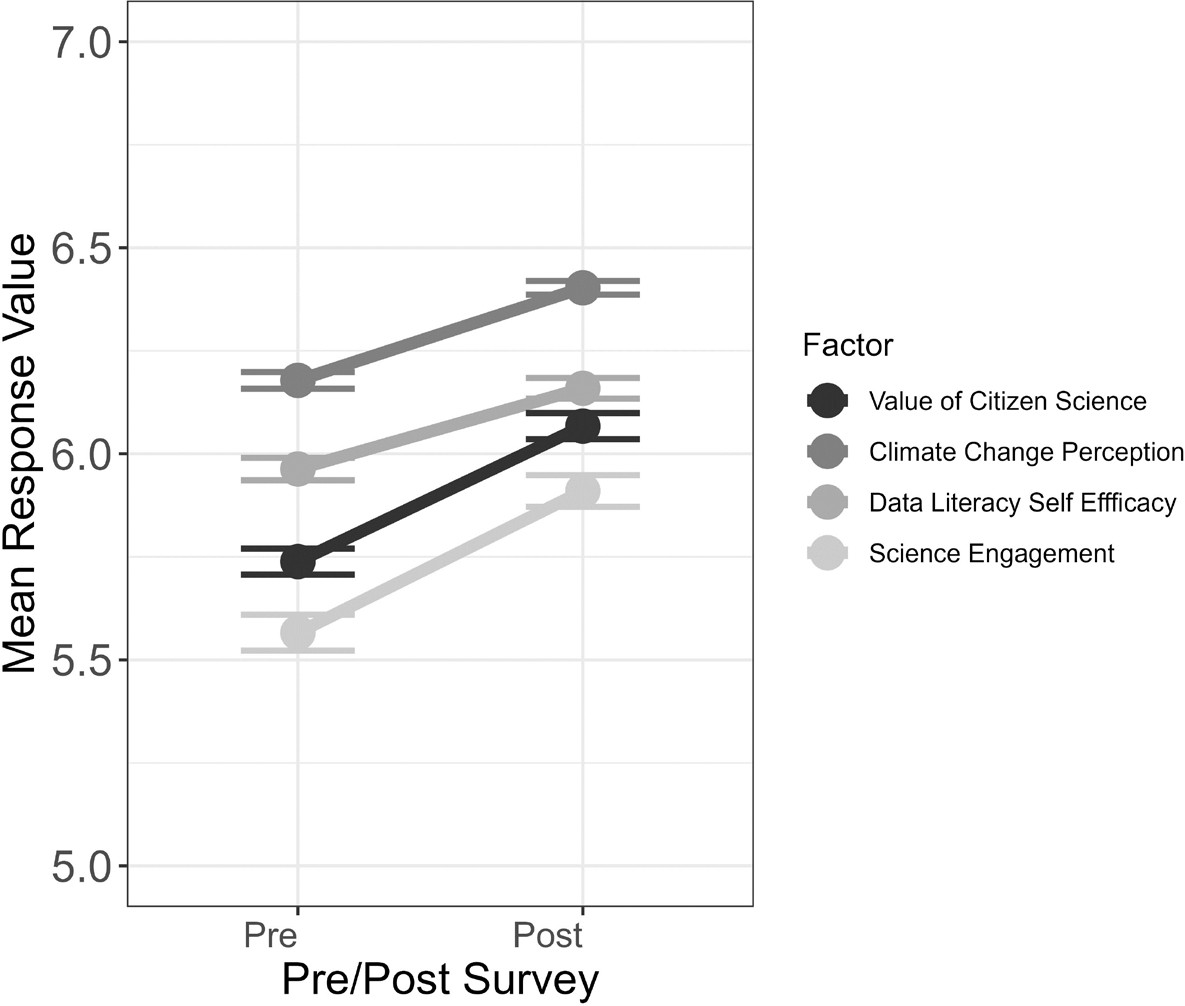 Mean Response Value
7.0
6.5
6.0
5.5
5.0
Pre
Post
Pre/Post Survey
Factor
Value of Citizen Science
Climate Change Perception
Data Literacy Self Effficacy
Science Engagement